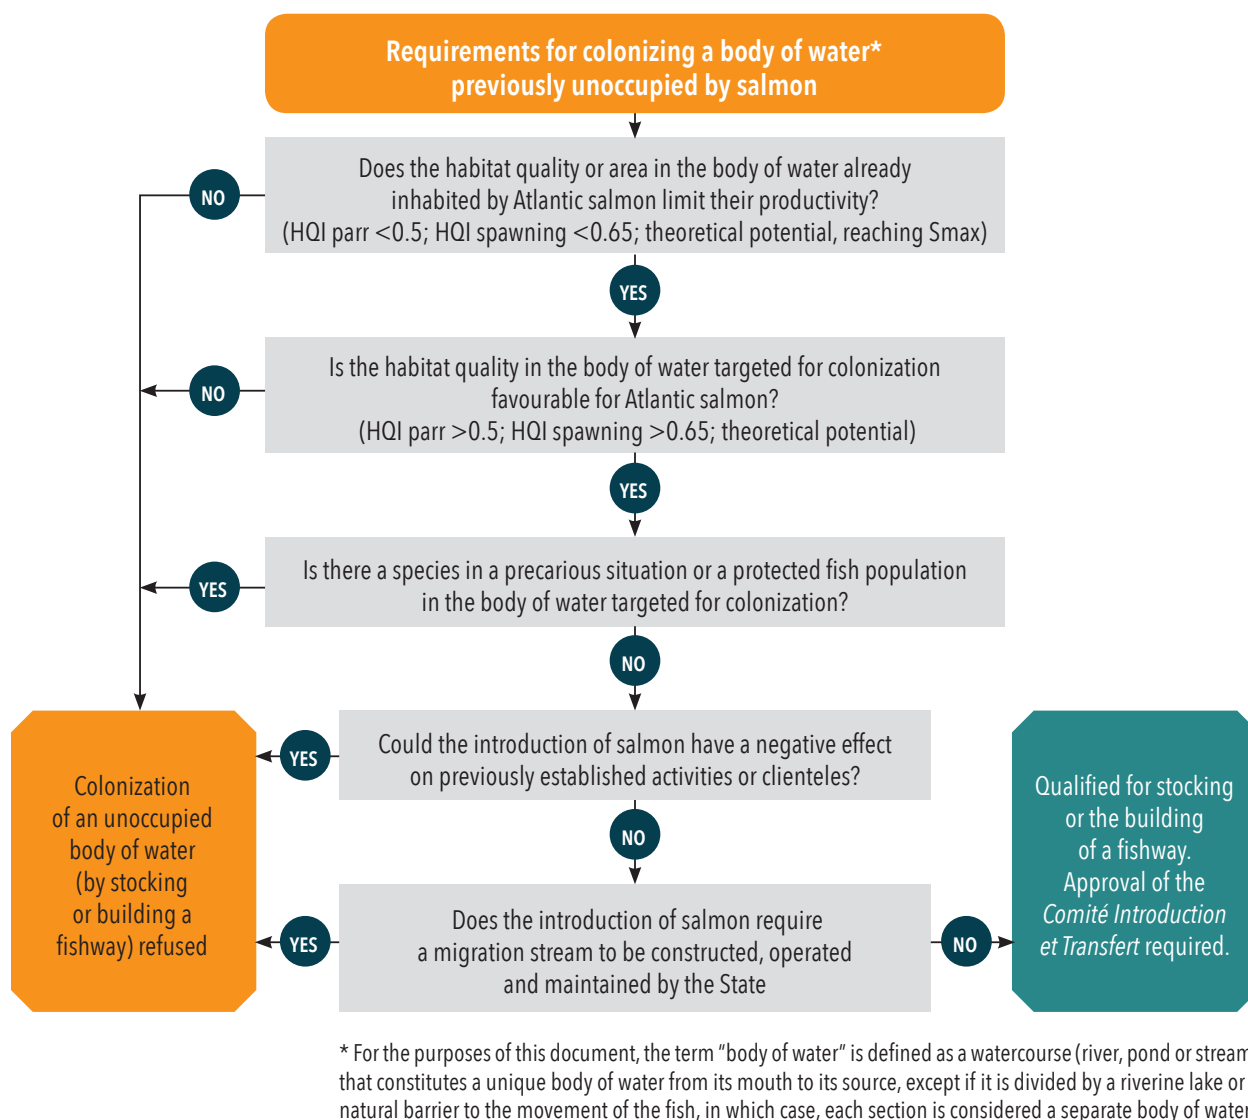 Requirements for colonizing a body of water*
previously unoccupied by salmon
Does the habitat quality or area in the body of water already
inhabited by Atlantic salmon limit their productivity?
(HQI parr <0.5; HQI spawning <0.65; theoretical potential, reaching Smax)
NO
YES
Is the habitat quality in the body of water targeted for colonization
favourable for Atlantic salmon?
(HQI parr >0.5; HQI spawning >0.65; theoretical potential)
NO
YES
Is there a species in a precarious situation or a protected fish population
in the body of water targeted for colonization?
YES
NO
Could the introduction of salmon have a negative effect
on previously established activities or clienteles?
YES
NO
Does the introduction of salmon require
a migration stream to be constructed, operated
and maintained by the State
YES
NO
Colonization
of an unoccupied
body of water
(by stocking
or building a
fishway) refused
Qualified for stocking
or the building
of a fishway.
Approval of the
Comité Introduction
et Transfert required.
* For the purposes of this document, the term "body of water" is defined as a watercourse (river, pond or stream
that constitutes a unique body of water from its mouth to its source, except if it is divided by a riverine lake or
natural barrier to the movement of the fish, in which case, each section is considered a separate body of water